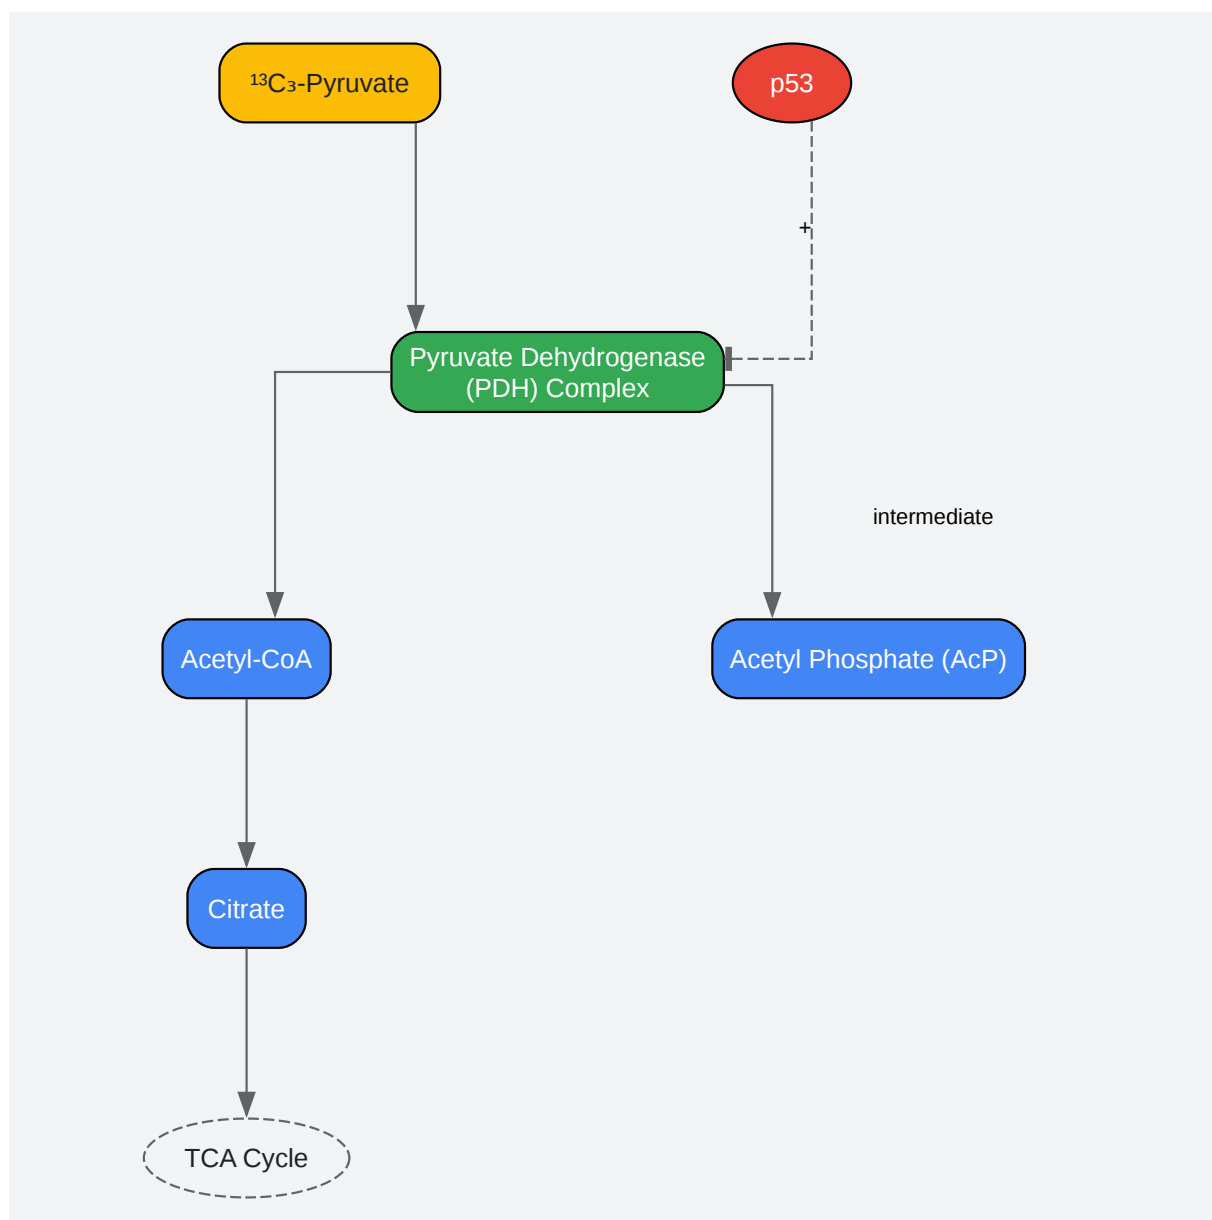 ¹³C₃-Pyruvate
p53
+
Pyruvate Dehydrogenase
(PDH) Complex
intermediate
Acetyl-CoA
Acetyl Phosphate (AcP)
Citrate
TCA Cycle